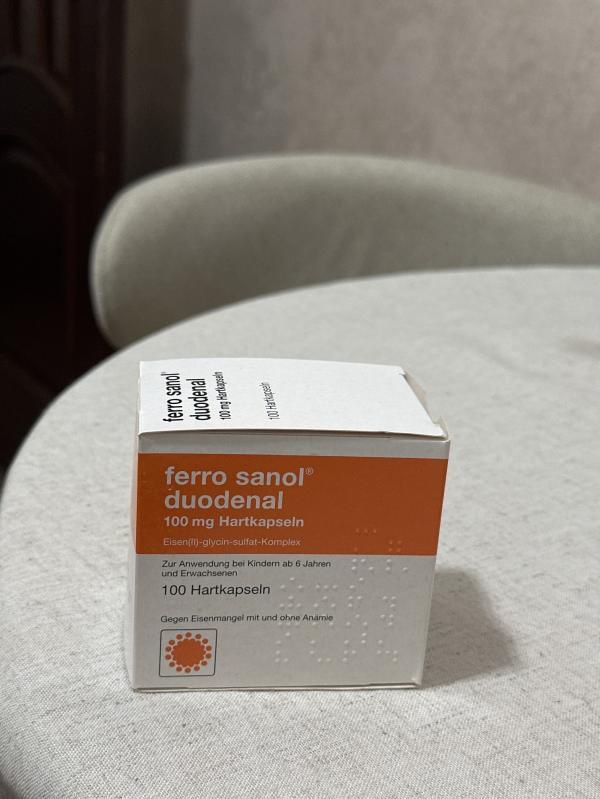 ferro sanol®
duodenal
100 mg Hartkapseln
100 Hartkapseln
ferro sanol®
duodenal
100 mg Hartkapseln
Eisen(II)-glycin-sulfat-Komplex
Zur Anwendung bei Kindern ab 6 Jahren
und Erwachsenen
100 Hartkapseln
Gegen Eisenmangel mit und ohne Anämie